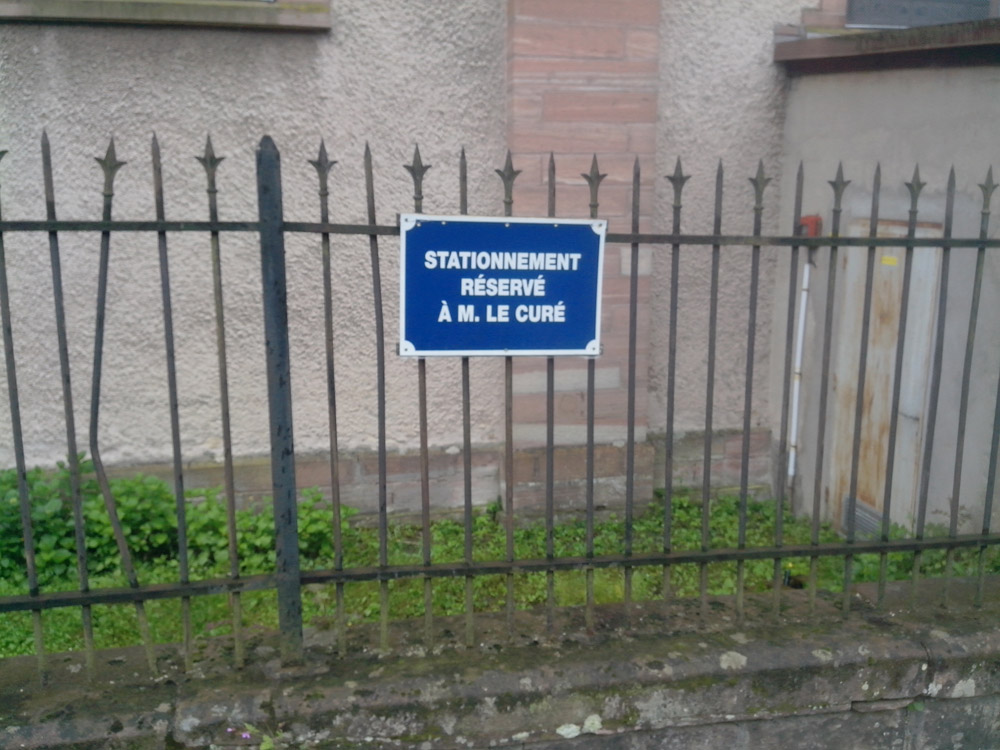 STATIONNEMENT
RÉSERVÉ
À M. LE CURÉ